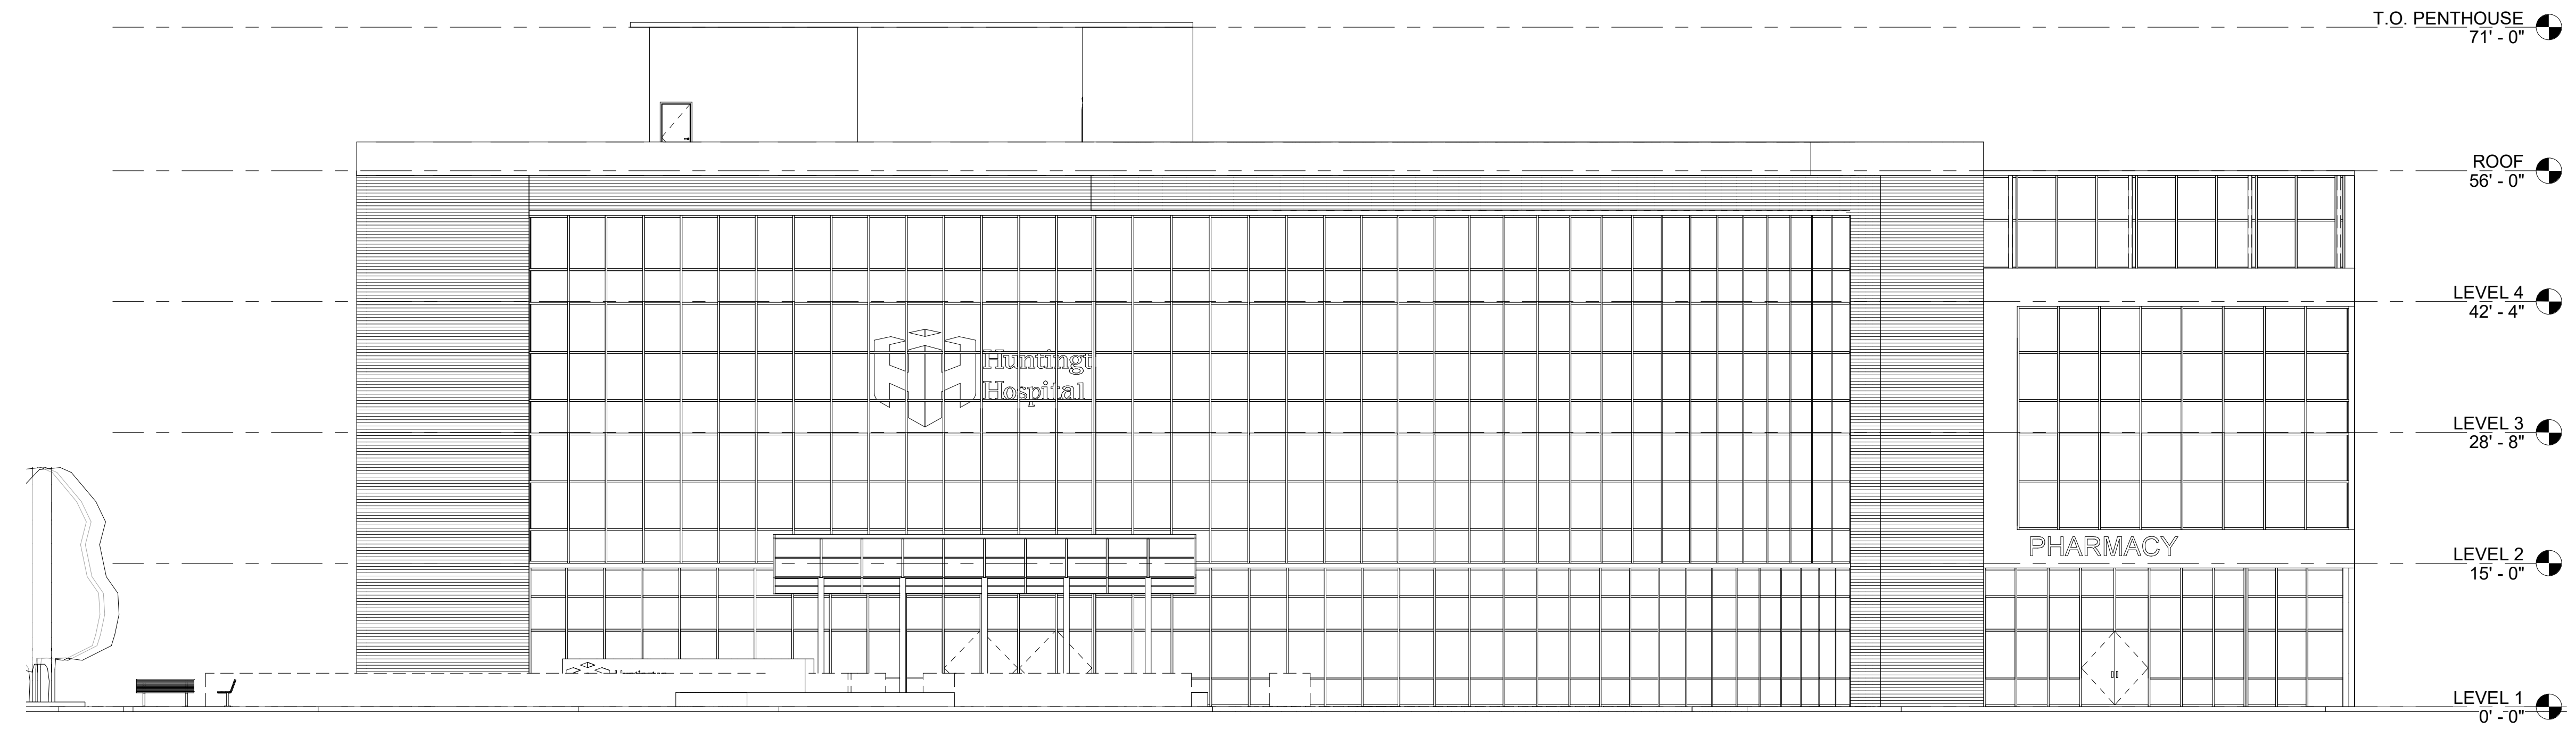 T.O. PENTHOUSE
71' - 0"
ROOF
56' - 0"
LEVEL 4
42' - 4"
Huntingt
Hospital
LEVEL 3
28' - 8"
PHARMACY
LEVEL 2
15' - 0"
LEVEL 1
0' - 0"